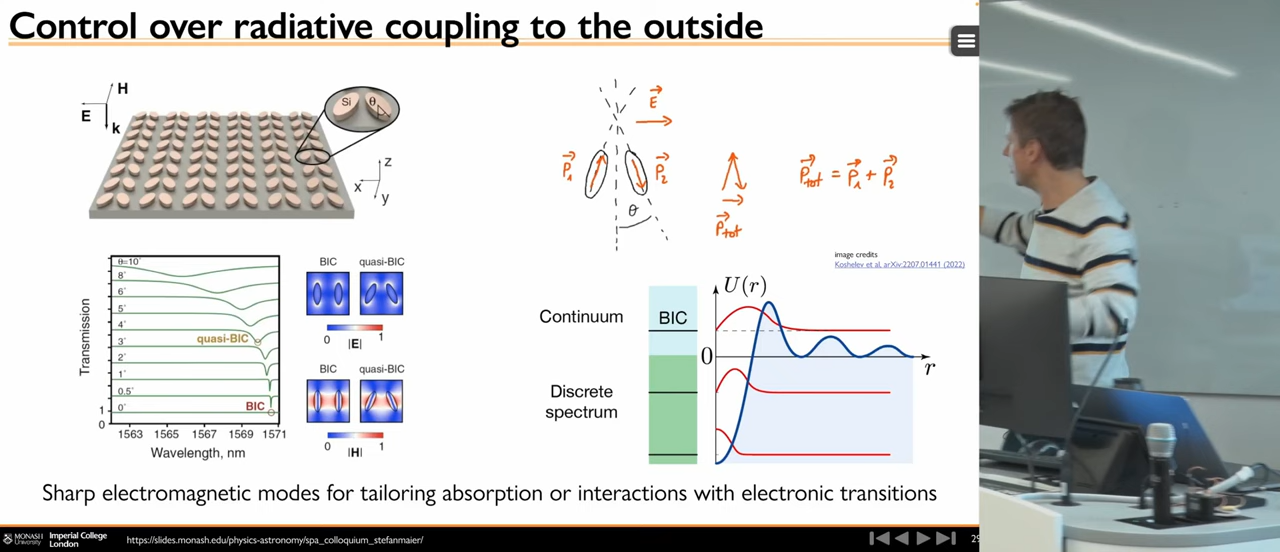 Control over radiative coupling to the outside
H
E
k
Si
θ
z
x
y
E
P1
P2
θ
Ptot
Ptot = P1 + P2
image credits
Koshelev et al, arXiv:2207.01441 (2022)
Transmission
θ=10˚
8˚
6˚
5˚
4˚
3˚
2˚
1˚
0.5˚
0˚
1
0
quasi-BIC
BIC
1563 1565 1567 1569 1571
Wavelength, nm
BIC quasi-BIC
0 1
|E|
BIC quasi-BIC
0 1
|H|
Continuum
BIC
U(r)
0
r
Discrete
spectrum
Sharp electromagnetic modes for tailoring absorption or interactions with electronic transitions
MONASH
University
Imperial College
London
https://slides.monash.edu/physics-astronomy/spa_colloquium_stefanmaier/